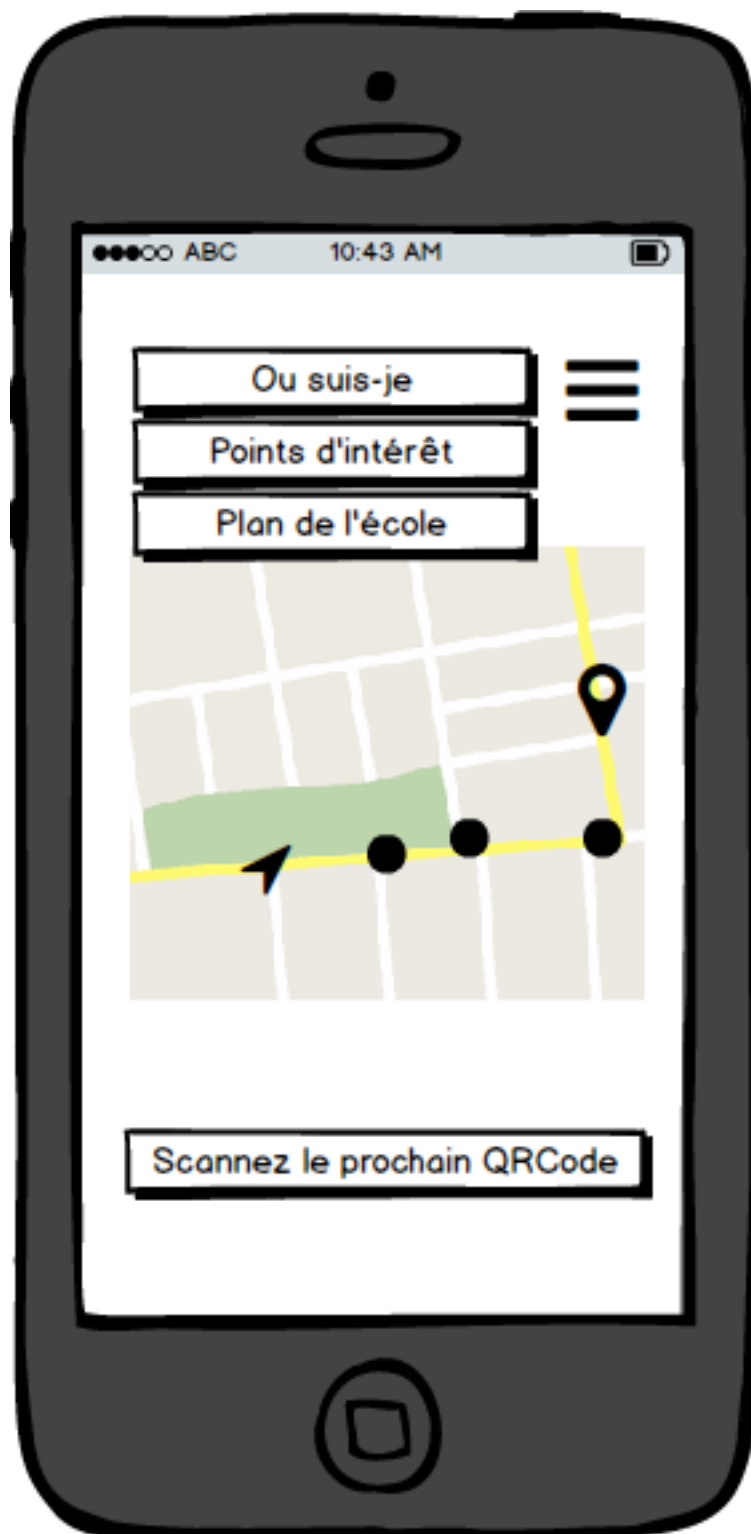 ABC 10:43 AM
Ou suis-je
Points d'intérêt
Plan de l'école
Scannez le prochain QRCode